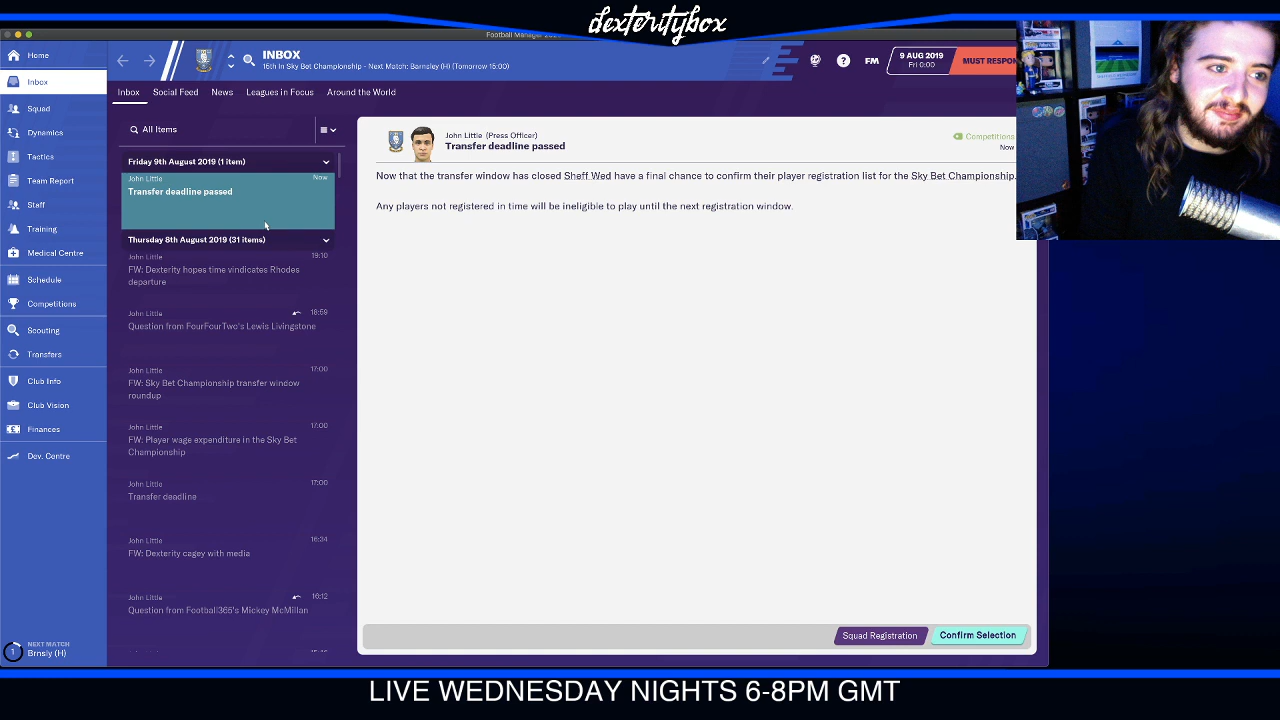 dexteritybox
Football Manager 202
Home
Inbox
Squad
Dynamics
Tactics
Team Report
Staff
Training
Medical Centre
Schedule
Competitions
Scouting
Transfers
Club Info
Club Vision
Finances
Dev. Centre
1
NEXT MATCH
Brnsly (H)
INBOX
15th In Sky Bet Championship - Next Match: Barnsley (H) (Tomorrow 15:00)
FM
9 AUG 2019
Fri 0:00
MUST RESPON
Inbox Social Feed News Leagues in Focus Around the World
All Items
Friday 9th August 2019 (1 item)
John Little Now
Transfer deadline passed
Thursday 8th August 2019 (31 items)
John Little 19:10
FW: Dexterity hopes time vindicates Rhodes
departure
John Little 18:59
Question from FourFourTwo's Lewis Livingstone
John Little 17:00
FW: Sky Bet Championship transfer window
roundup
John Little 17:00
FW: Player wage expenditure in the Sky Bet
Championship
John Little 17:00
Transfer deadline
John Little 16:34
FW: Dexterity cagey with media
John Little 16:12
Question from Football365's Mickey McMillan
John Little (Press Officer)
Transfer deadline passed
Competitions
Now
Now that the transfer window has closed Sheff Wed have a final chance to confirm their player registration list for the Sky Bet Championship.
Any players not registered in time will be ineligible to play until the next registration window.
Squad Registration
Confirm Selection
LIVE WEDNESDAY NIGHTS 6-8PM GMT